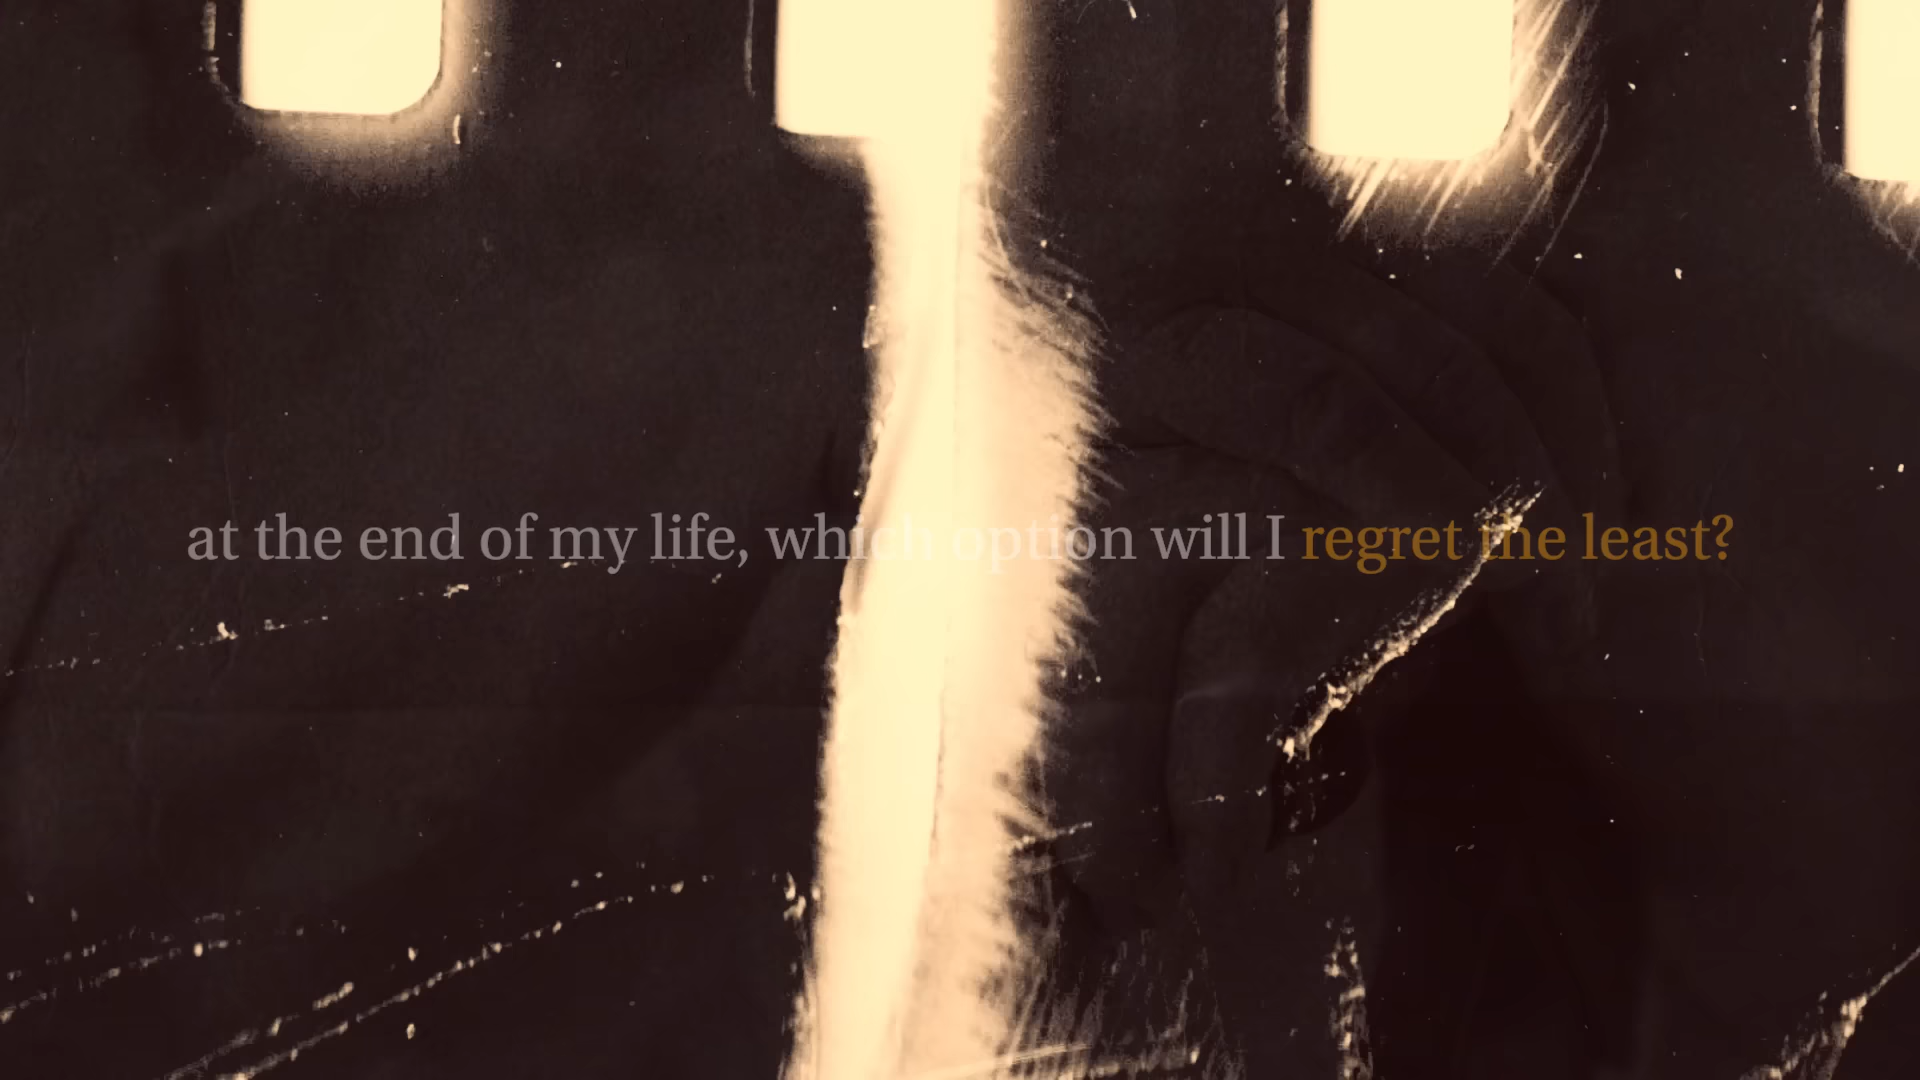 at the end of my life, which option will I regret the least?